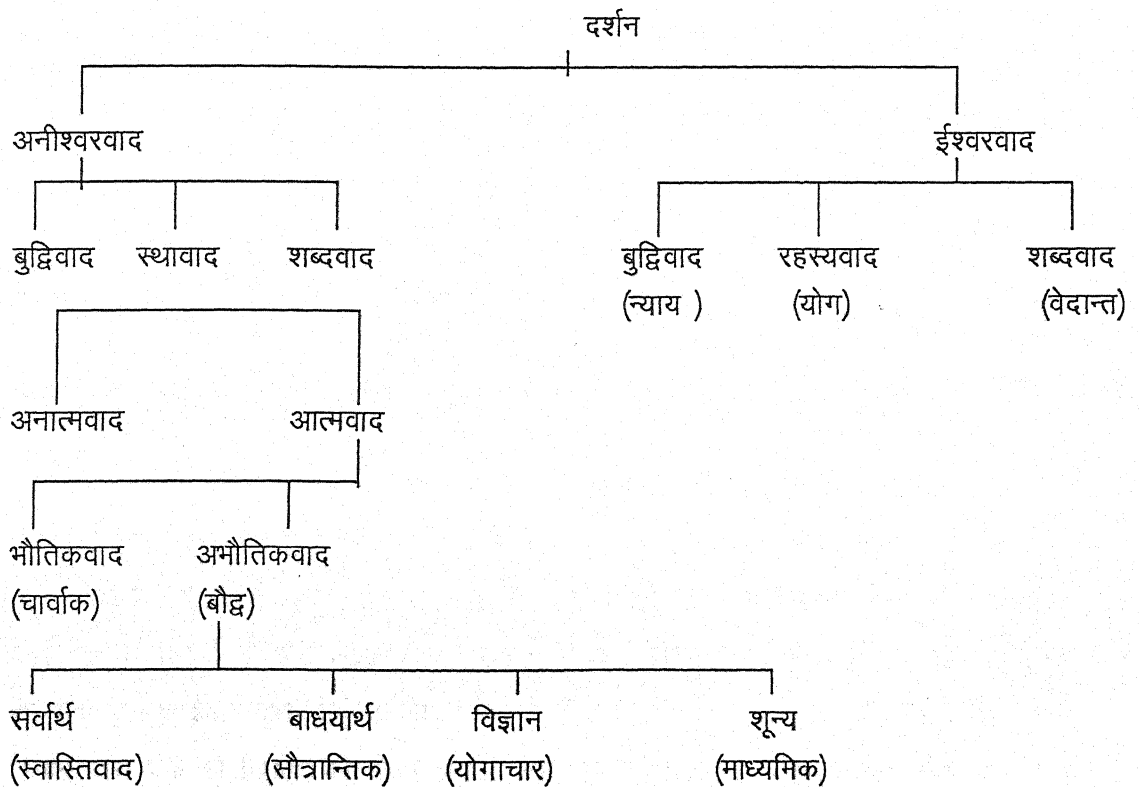 दर्शन
अनीश्वरवाद ईश्वरवाद
बुद्विवाद स्थावाद शब्दवाद बुद्विवाद रहस्यवाद शब्दवाद
(न्याय ) (योग) (वेदान्त)
अनात्मवाद आत्मवाद
भौतिकवाद अभौतिकवाद
(चार्वाक) (बौद्व)
सर्वार्थ बाधयार्थ विज्ञान शून्य
(स्वास्तिवाद) (सौत्रान्तिक) (योगाचार) (माध्यमिक)